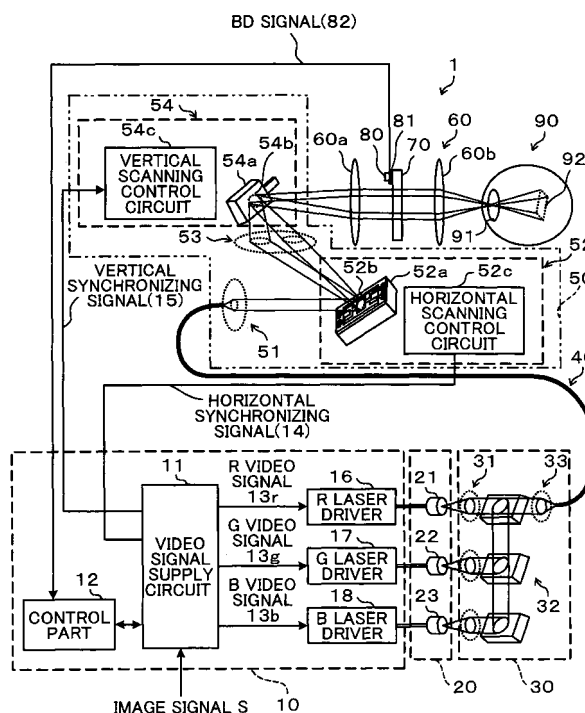 BD SIGNAL(82)
1
54
54c
54a
54b
80
81
70
60
60a
60b
90
92
91
VERTICAL
SCANNING
CONTROL
CIRCUIT
53
52
52b
52a
52c
50
HORIZONTAL
SCANNING
CONTROL
CIRCUIT
VERTICAL
SYNCHRONIZING
SIGNAL(15)
51
40
HORIZONTAL
SYNCHRONIZING
SIGNAL(14)
11
VIDEO
SIGNAL
SUPPLY
CIRCUIT
R VIDEO
SIGNAL
13r
16
R LASER
DRIVER
21
31
33
G VIDEO
SIGNAL
13g
17
G LASER
DRIVER
22
32
B VIDEO
SIGNAL
13b
18
B LASER
DRIVER
23
12
CONTROL
PART
IMAGE SIGNAL S
10
20
30